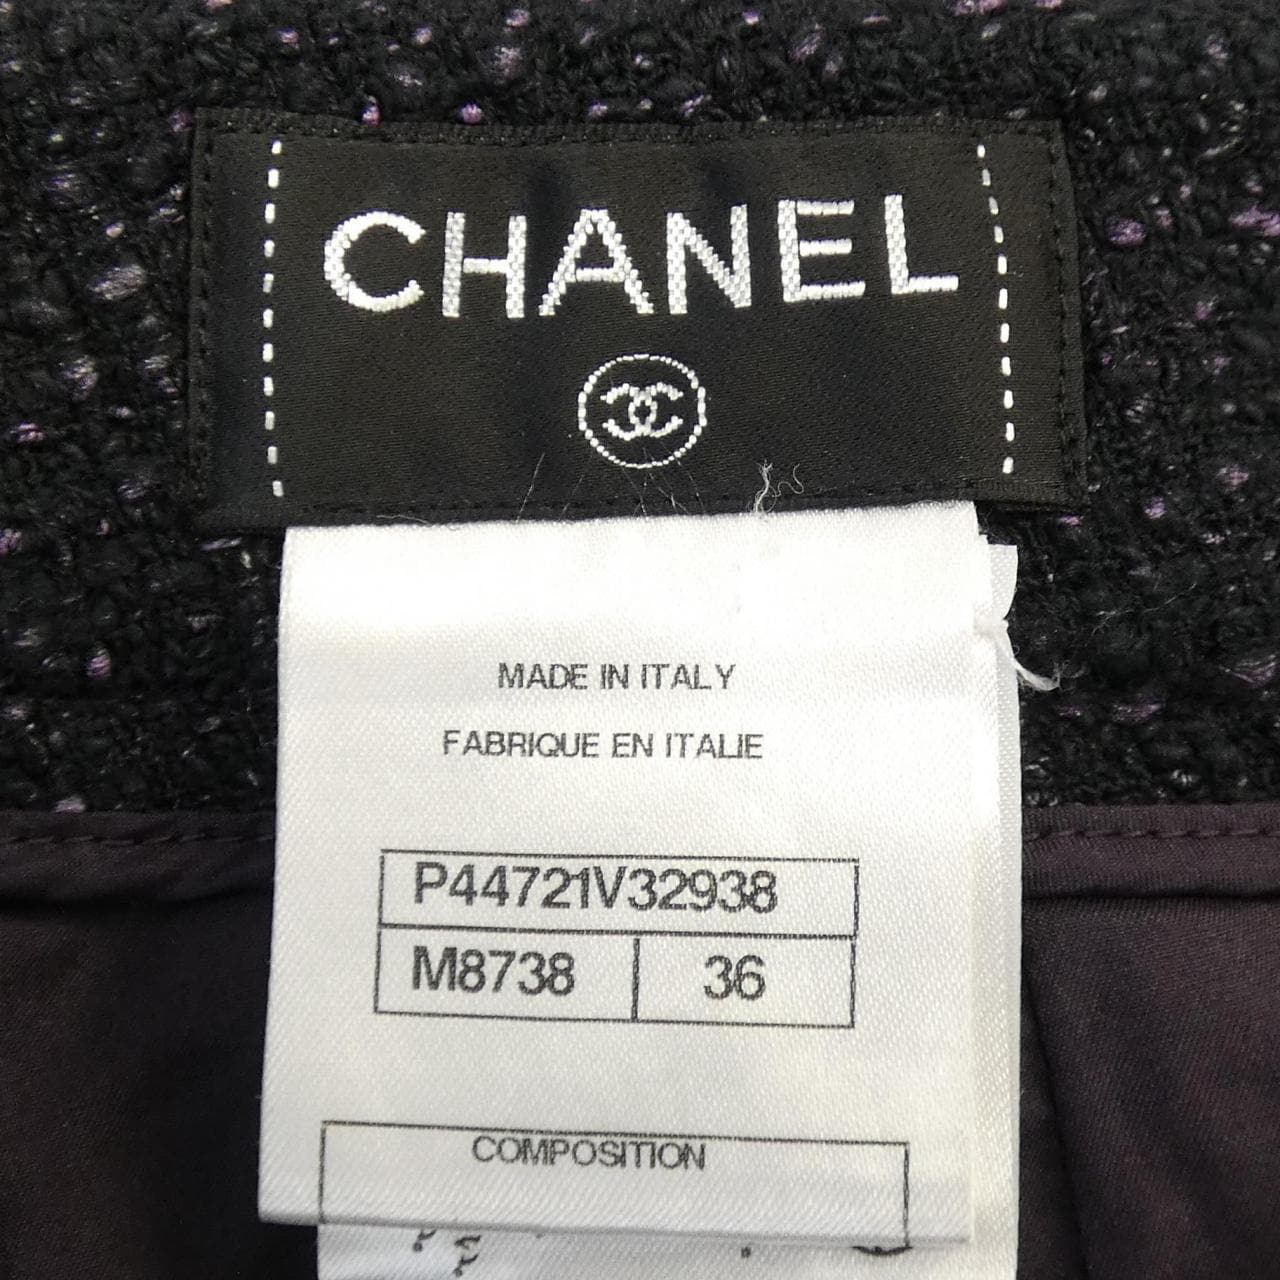 CHANEL
MADE IN ITALY
FABRIQUE EN ITALIE
P44721V32938
M8738 36
COMPOSITION